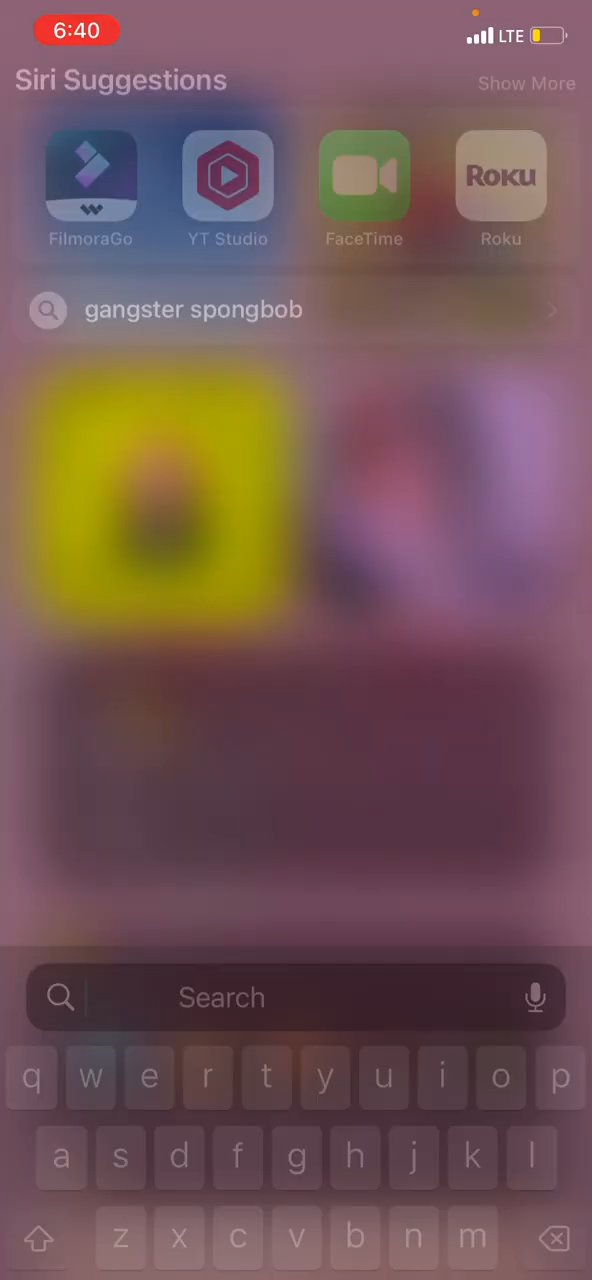 6:40
LTE
Siri Suggestions
Show More
Roku
FilmoraGo
YT Studio
FaceTime
Roku
gangster spongbob
Search
q w e r t y u i o p
a s d f g h j k l
z x c v b n m